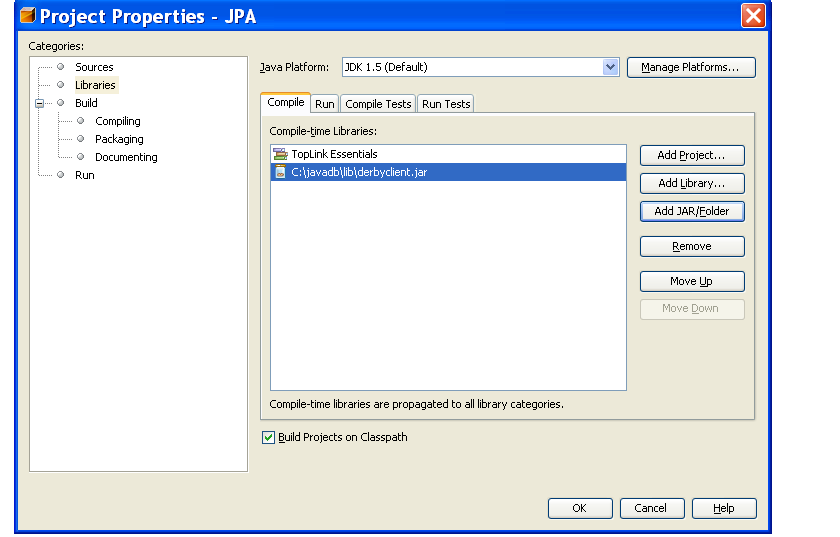 Project Properties - JPA
Categories:
Sources
Libraries
Build
Compiling
Packaging
Documenting
Run
Java Platform:
JDK 1.5 (Default)
Manage Platforms...
Compile
Run
Compile Tests
Run Tests
Compile-time Libraries:
TopLink Essentials
C:\javadb\lib\derbyclient.jar
Add Project...
Add Library...
Add JAR/Folder
Remove
Move Up
Move Down
Compile-time libraries are propagated to all library categories.
Build Projects on Classpath
OK
Cancel
Help